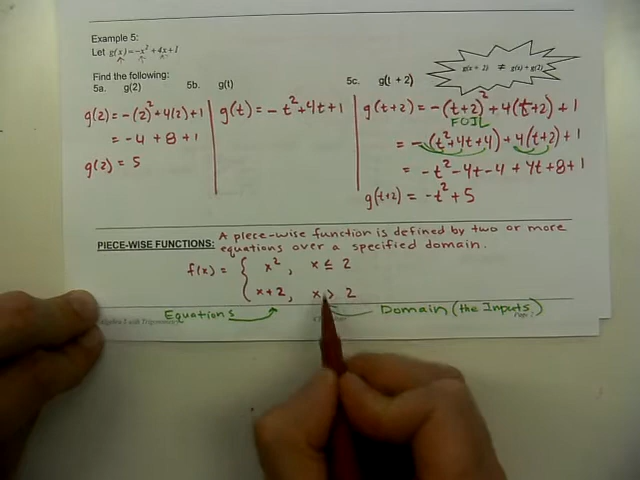 Example 5:
Let g(x) = -x² + 4x + 1
Find the following:
5a. g(2) 5b. g(t) 5c. g(t + 2)
g(x + 2) ≠ g(x) + g(2)
g(2) = -(2)² + 4(2) + 1
= -4 + 8 + 1
g(2) = 5
g(t) = -t² + 4t + 1
g(t+2) = -(t+2)² + 4(t+2) + 1
FOIL
= -(t² + 4t + 4) + 4(t+2) + 1
= -t² - 4t - 4 + 4t + 8 + 1
g(t+2) = -t² + 5
PIECE-WISE FUNCTIONS: A piece-wise function is defined by two or more
equations over a specified domain.
f(x) = { x², x ≤ 2
x+2, x > 2
Equations Domain (the Inputs)
Algebra 2 with Trigonometry